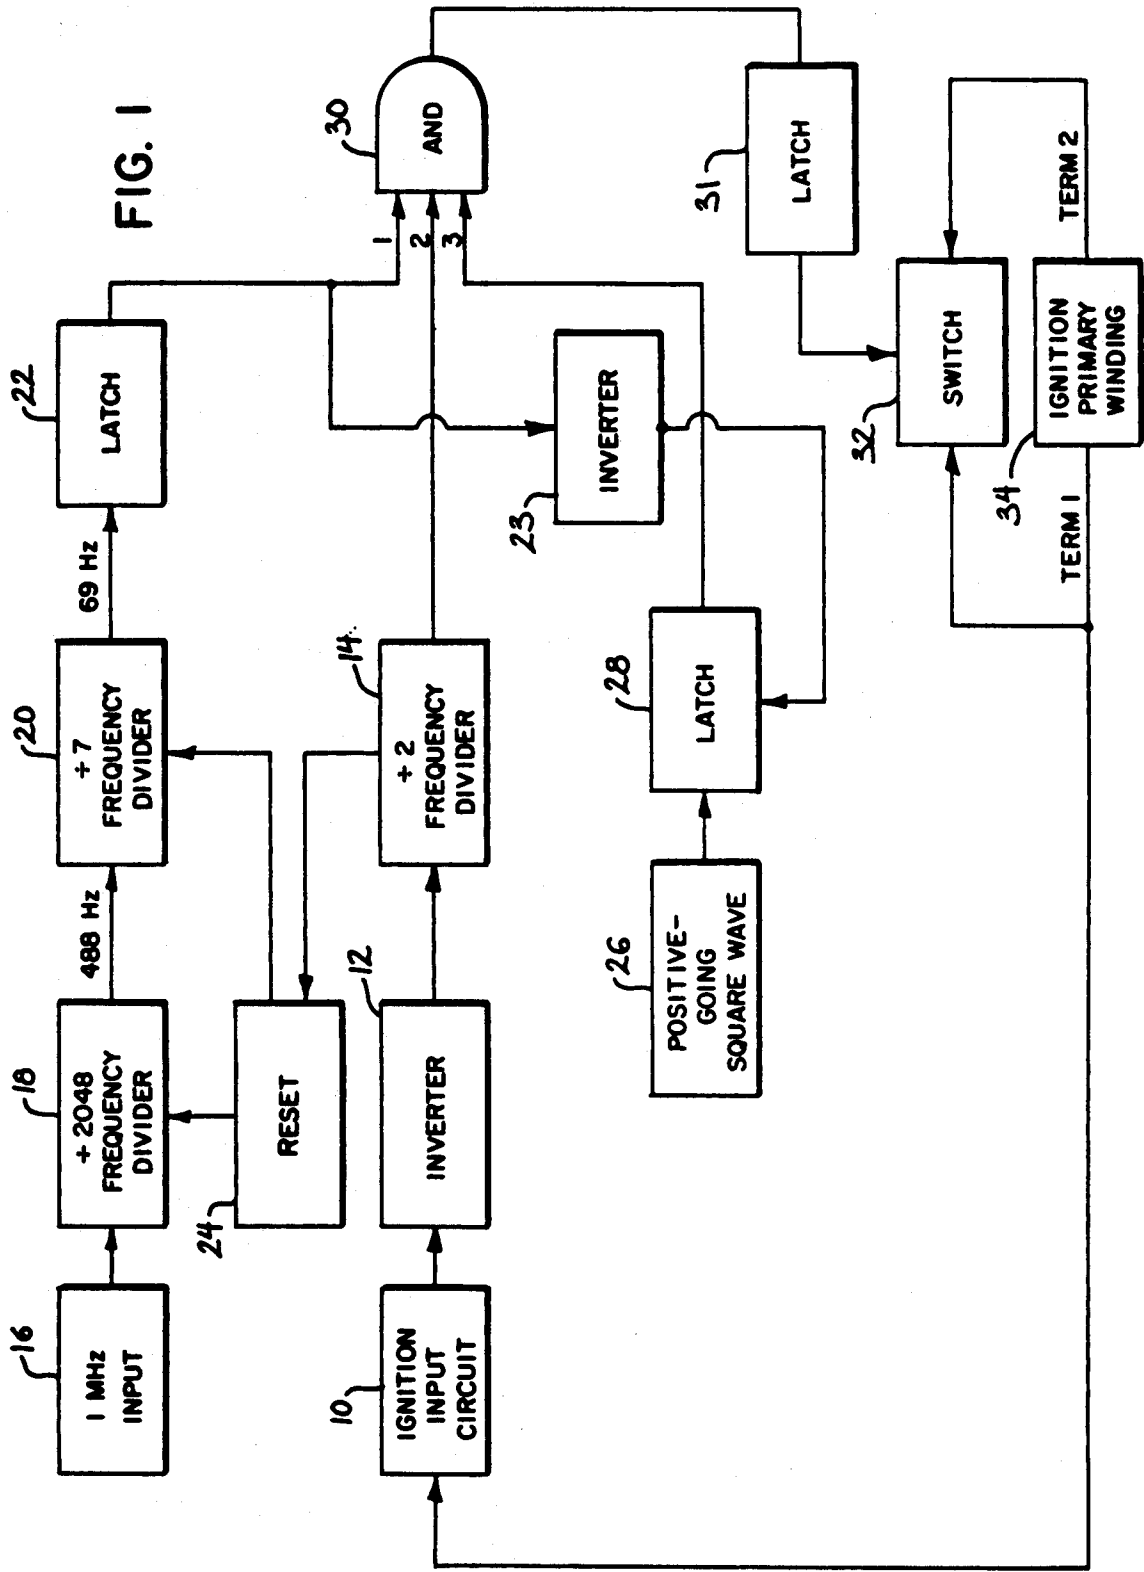 FIG. 1
16
1 MHz
INPUT
18
÷ 2048
FREQUENCY
DIVIDER
488 Hz
20
÷ 7
FREQUENCY
DIVIDER
69 Hz
22
LATCH
24
RESET
10
IGNITION
INPUT
CIRCUIT
12
INVERTER
14
÷ 2
FREQUENCY
DIVIDER
1
2
3
30
AND
23
INVERTER
26
POSITIVE-
GOING
SQUARE WAVE
28
LATCH
31
LATCH
32
SWITCH
34
IGNITION
PRIMARY
WINDING
TERM 1
TERM 2